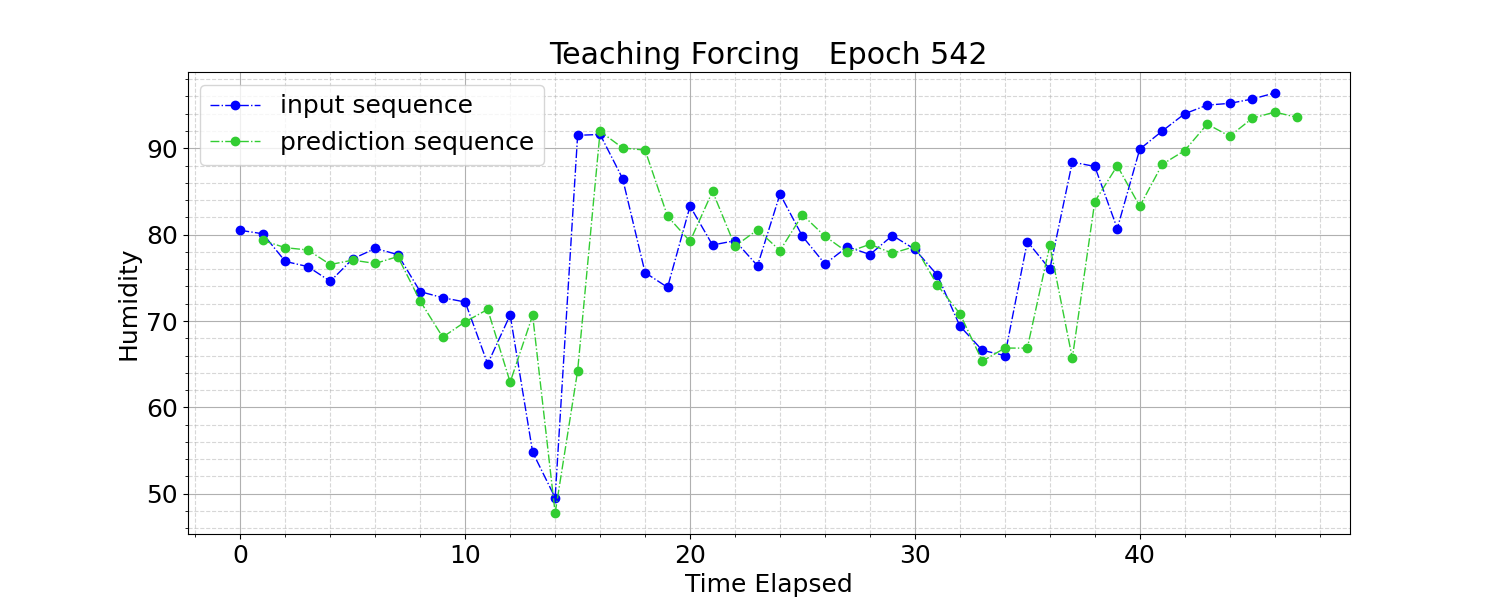 Teaching Forcing   Epoch 542
input sequence
prediction sequence
Humidity
90
80
70
60
50
0 10 20 30 40
Time Elapsed